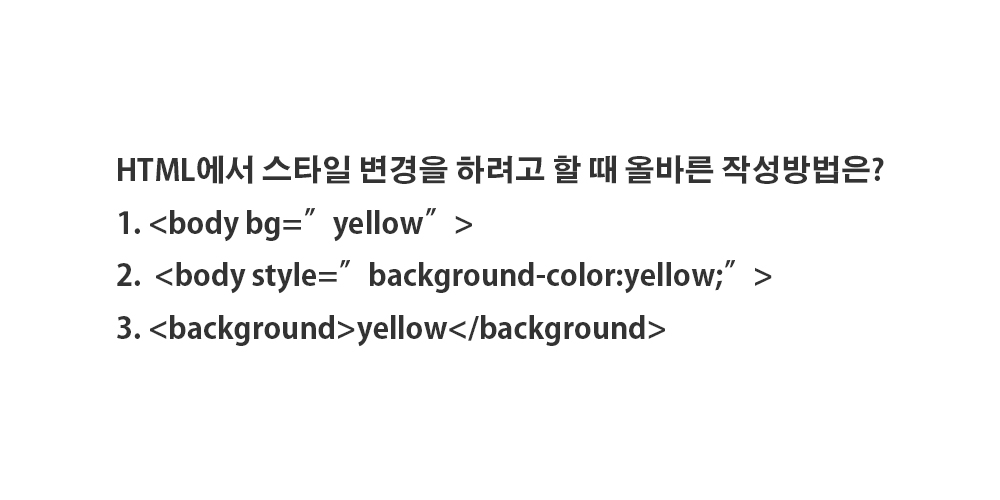 HTML에서 스타일 변경을 하려고 할 때 올바른 작성방법은?
1. <body bg=″yellow″>
2. <body style=″background-color:yellow;″>
3. <background>yellow</background>